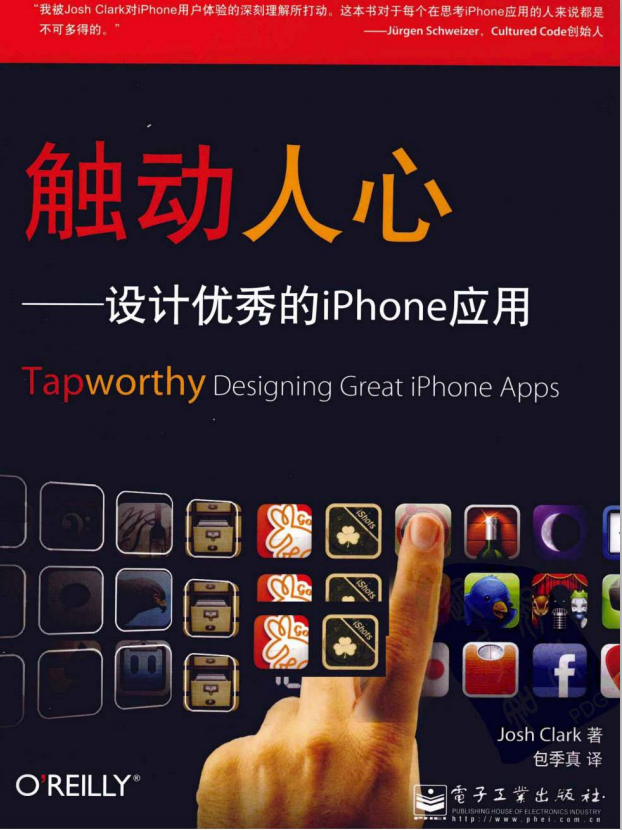 “我被Josh Clark对iPhone用户体验的深刻理解所打动。这本书对于每个在思考iPhone应用的人来说都是
不可多得的。”
——Jürgen Schweizer，Cultured Code创始人
触动人心
——设计优秀的iPhone应用
Tapworthy Designing Great iPhone Apps
iShots
iShots
iShots
f
PDG
Josh Clark 著
包季真 译
O'REILLY®
電子工業出版社·
PUBLISHING HOUSE OF ELECTRONICS INDUSTRY
http://www.phei.com.cn